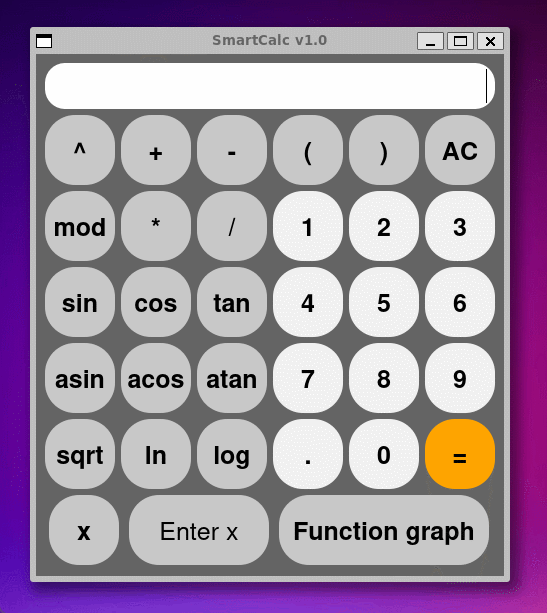 SmartCalc v1.0
^ + - ( ) AC
mod * / 1 2 3
sin cos tan 4 5 6
asin acos atan 7 8 9
sqrt ln log . 0 =
x Enter x Function graph